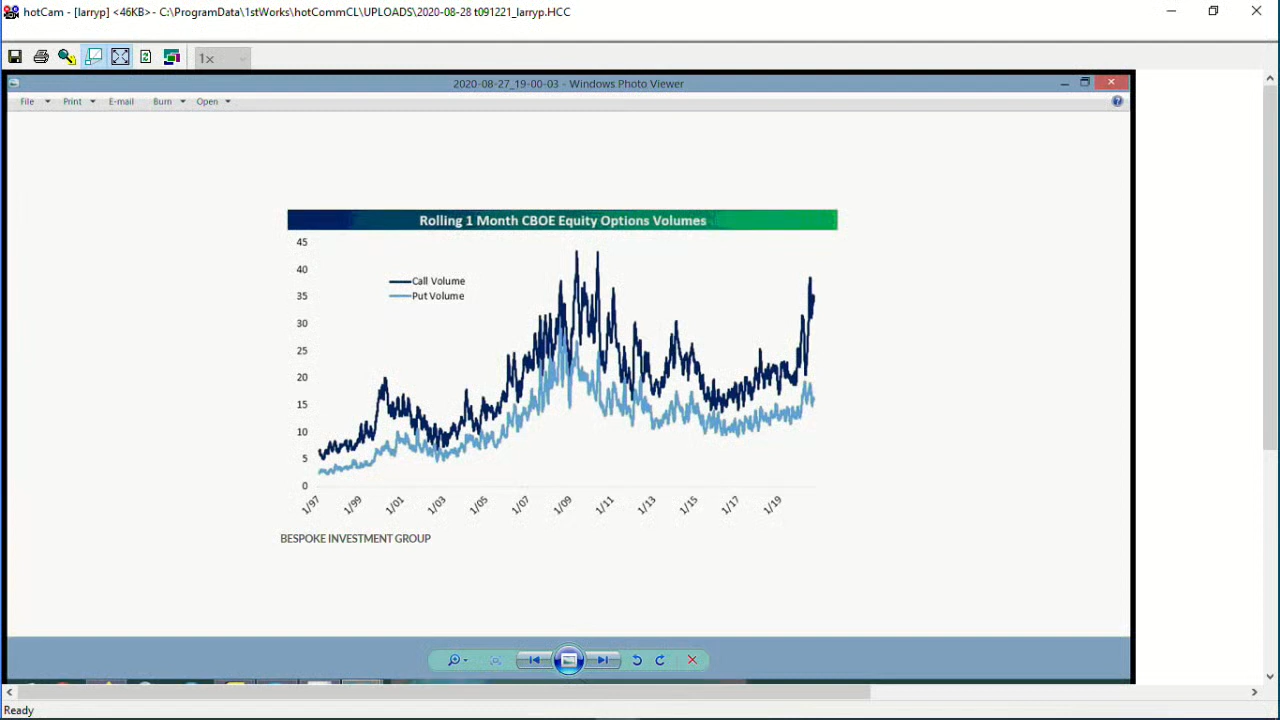 hotCam - [larryp] <46KB>- C:\ProgramData\1stWorks\hotCommCL\UPLOADS\2020-08-28 t091221_larryp.HCC
1x
2020-08-27_19-00-03 - Windows Photo Viewer
File Print E-mail Burn Open
Rolling 1 Month CBOE Equity Options Volumes
45
40
35
30
25
20
15
10
5
0
Call Volume
Put Volume
1/97 1/99 1/01 1/03 1/05 1/07 1/09 1/11 1/13 1/15 1/17 1/19
BESPOKE INVESTMENT GROUP
Ready